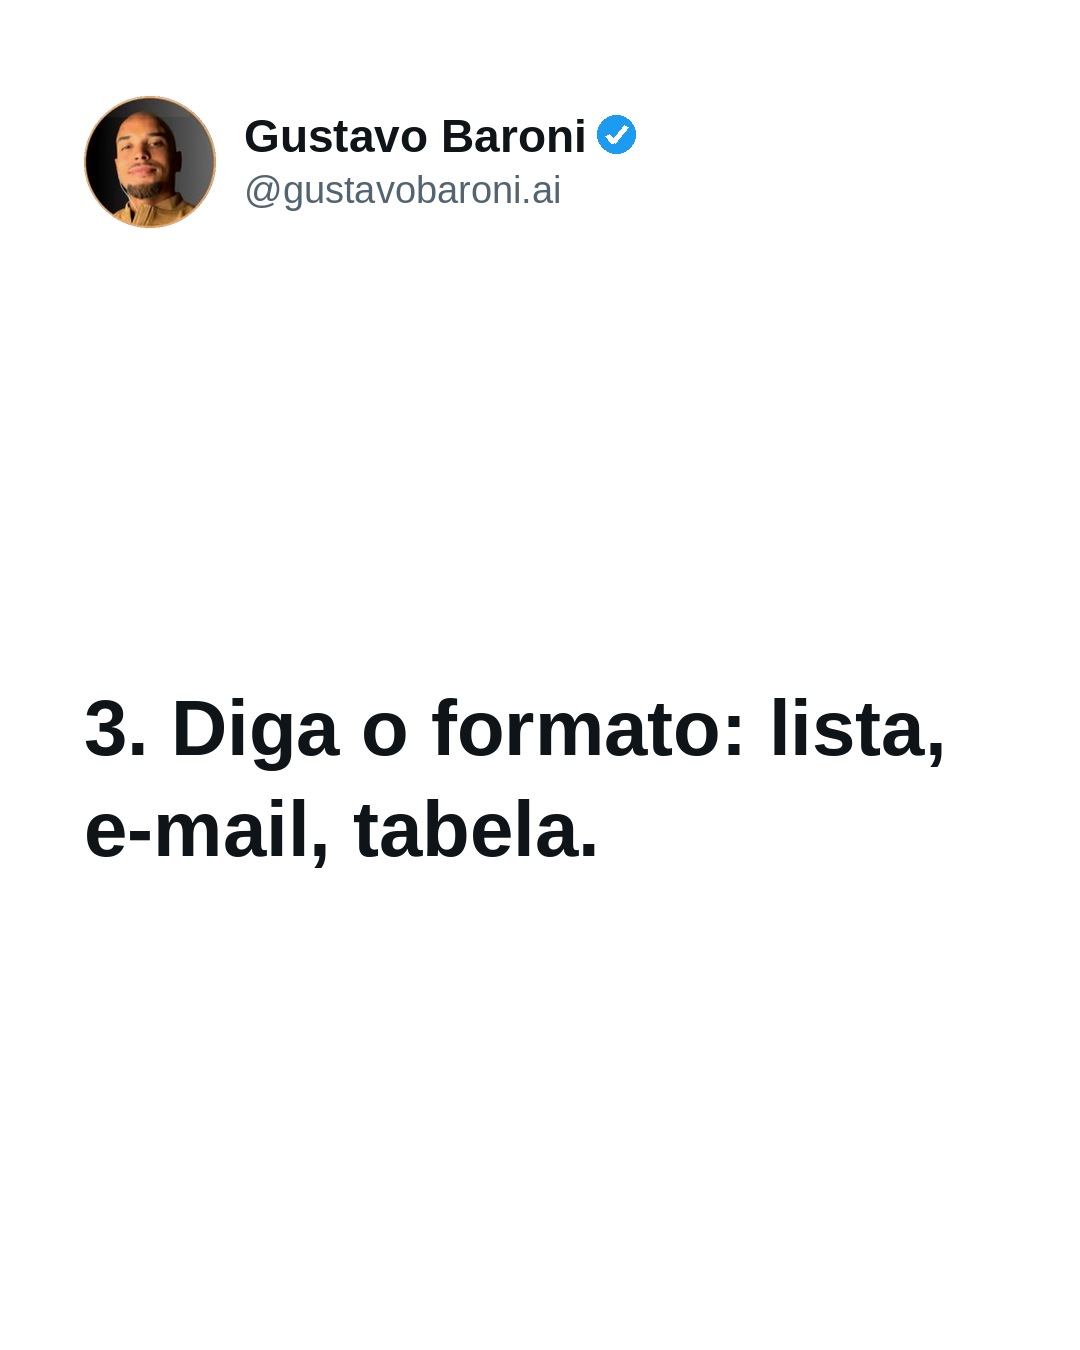 Gustavo Baroni
@gustavobaroni.ai
3. Diga o formato: lista,
e-mail, tabela.